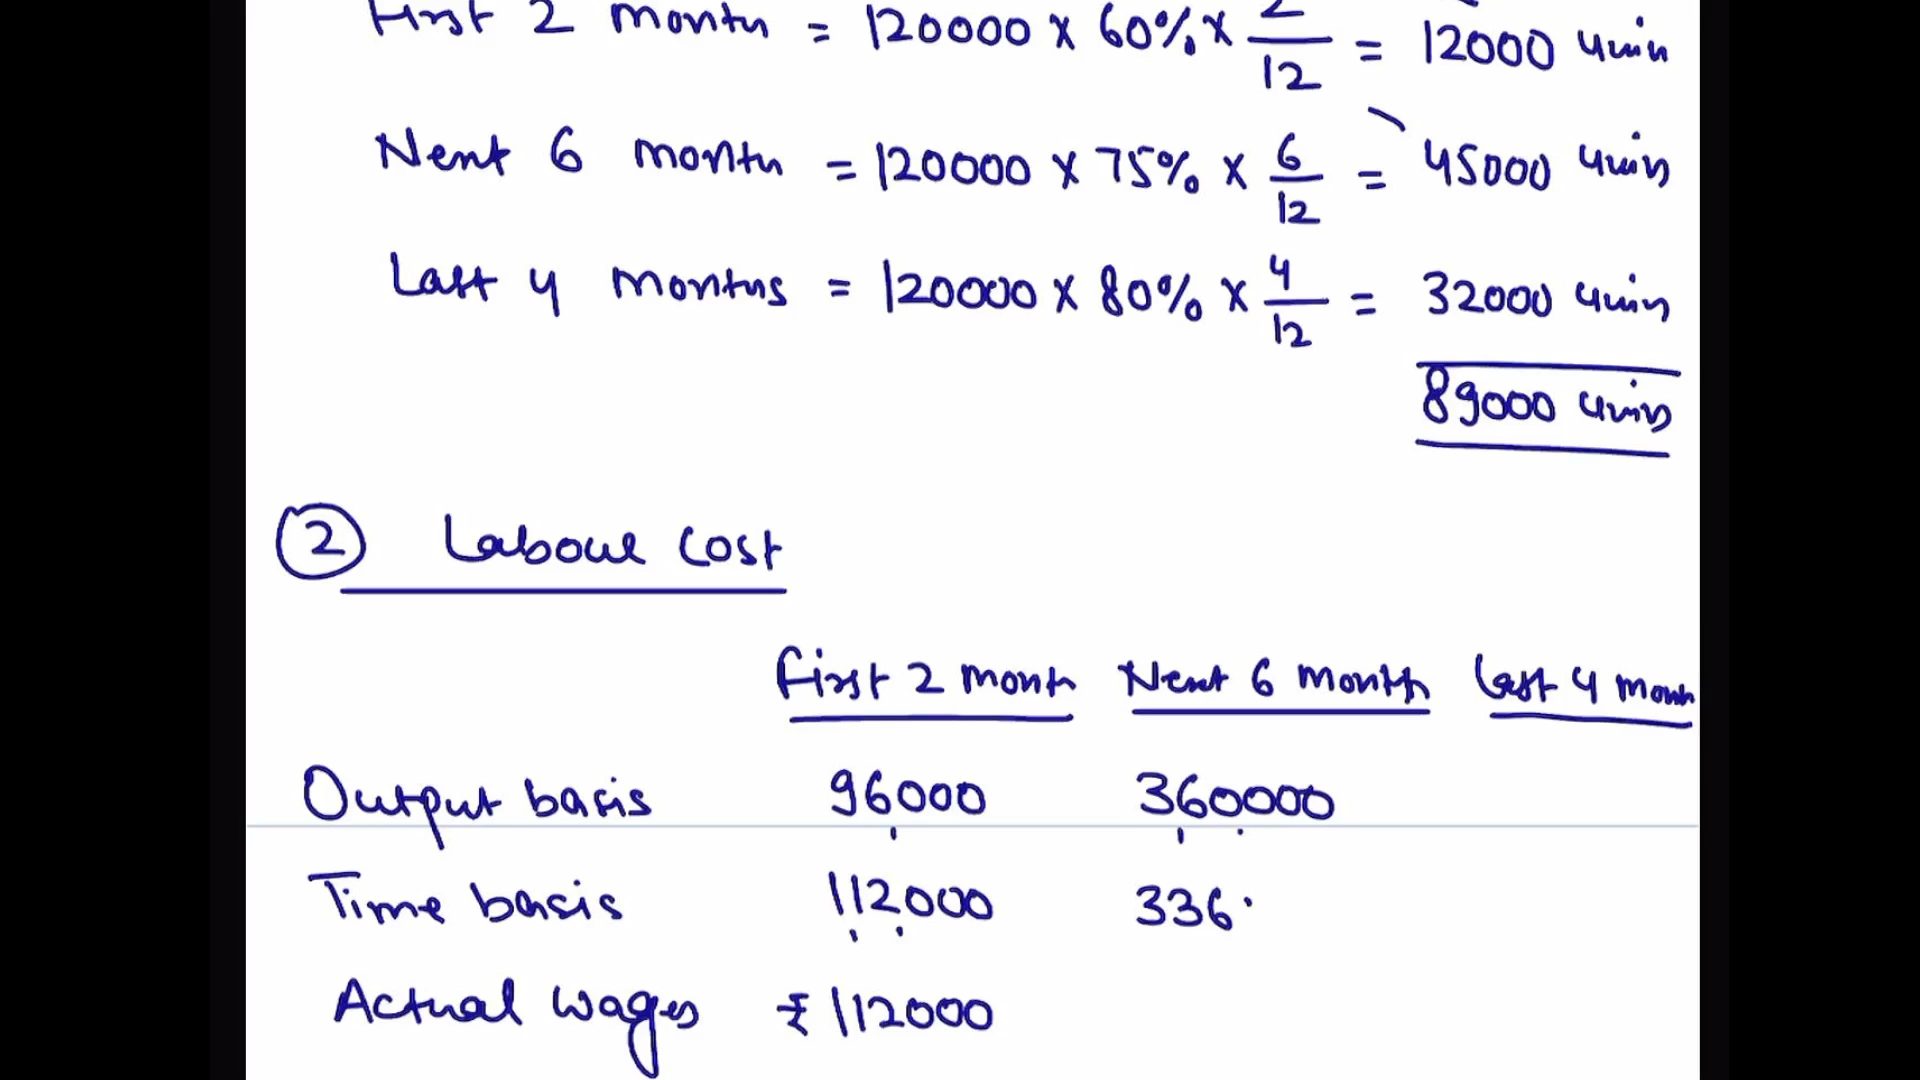 First 2 month = 120000 x 60% x 2/12 = 12000 units
Next 6 month = 120000 x 75% x 6/12 = 45000 units
Last 4 months = 120000 x 80% x 4/12 = 32000 units
89000 units
2 Labour cost
First 2 month Next 6 month Last 4 month
Output basis 96000 360000
Time basis 112000 336
Actual wages ₹ 112000